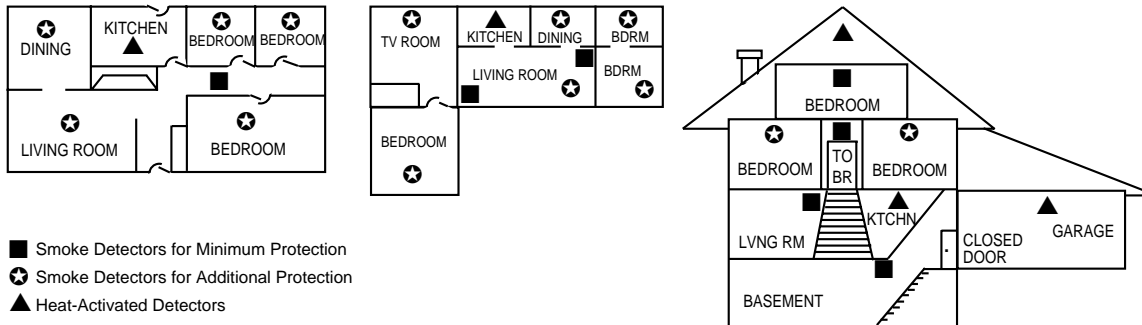 DINING
KITCHEN
BEDROOM
BEDROOM
LIVING ROOM
BEDROOM
TV ROOM
KITCHEN
DINING
BDRM
LIVING ROOM
BDRM
BEDROOM
BEDROOM
BEDROOM
TO
BR
BEDROOM
LVNG RM
KTCHN
CLOSED
DOOR
GARAGE
BASEMENT
Smoke Detectors for Minimum Protection
Smoke Detectors for Additional Protection
Heat-Activated Detectors